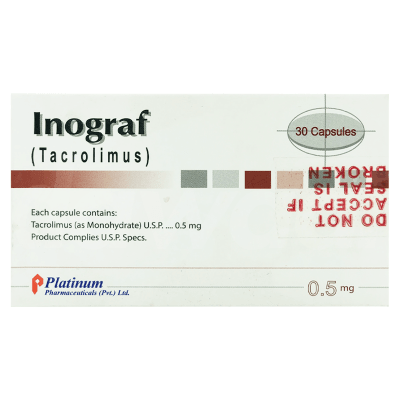 Inograf
(Tacrolimus)
30 Capsules
DO NOT
ACCEPT IF
SEAL IS
BROKEN
Each capsule contains:
Tacrolimus (as Monohydrate) U.S.P. .... 0.5 mg
Product Complies U.S.P. Specs.
Platinum
Pharmaceuticals (Pvt.) Ltd.
0.5 mg